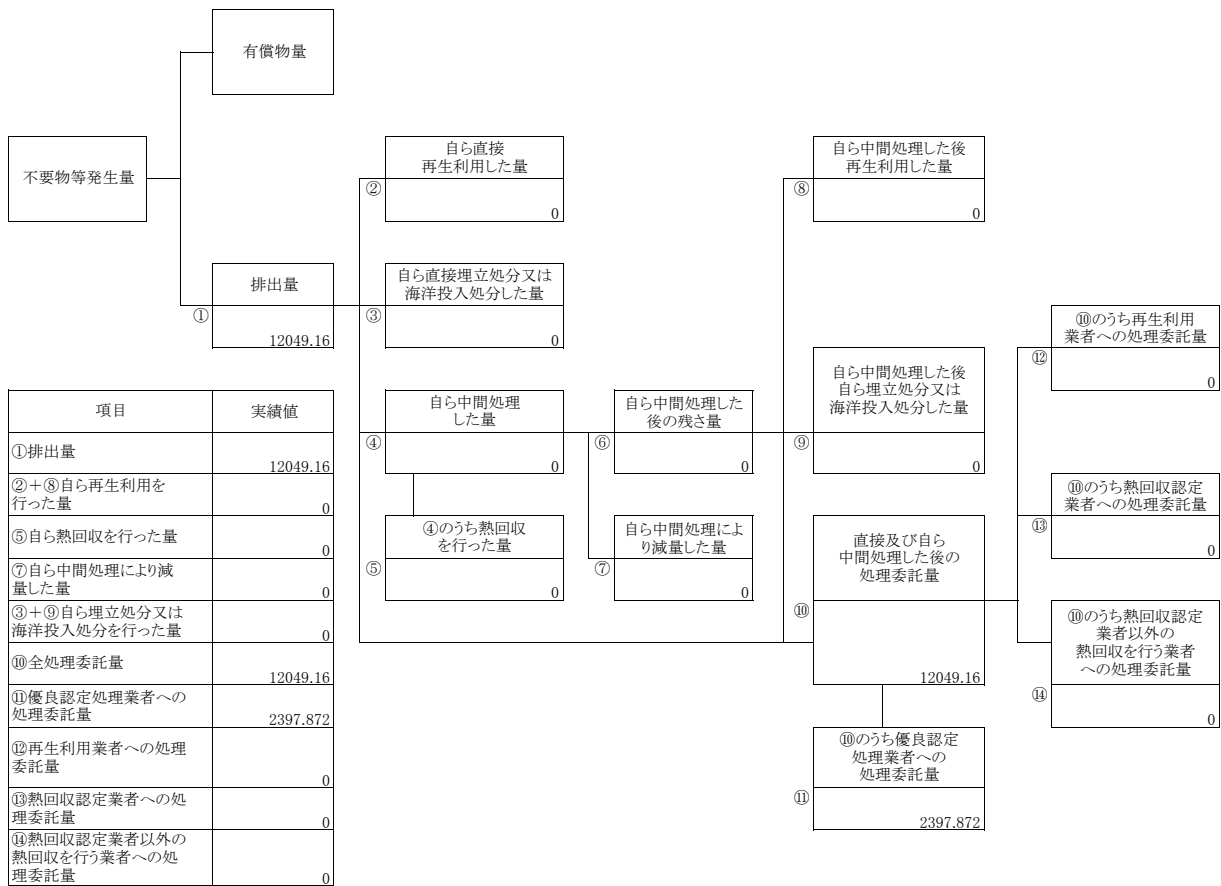 有償物量
不要物等発生量
自ら直接
再生利用した量
②
0
自ら中間処理した後
再生利用した量
⑧
0
排出量
①
12049.16
自ら直接埋立処分又は
海洋投入処分した量
③
0
⑩のうち再生利用
業者への処理委託量
⑫
0
自ら中間処理
した量
④
0
自ら中間処理した
後の残さ量
⑥
0
自ら中間処理した後
自ら埋立処分又は
海洋投入処分した量
⑨
0
⑩のうち熱回収認定
業者への処理委託量
⑬
0
④のうち熱回収
を行った量
⑤
0
自ら中間処理によ
り減量した量
⑦
0
直接及び自ら
中間処理した後の
処理委託量
⑩
12049.16
⑩のうち熱回収認定
業者以外の
熱回収を行う業者
への処理委託量
⑭
0
⑩のうち優良認定
処理業者への
処理委託量
⑪
2397.872
項目
実績値
①排出量
12049.16
②＋⑧自ら再生利用を
行った量
0
⑤自ら熱回収を行った量
0
⑦自ら中間処理により減
量した量
0
③＋⑨自ら埋立処分又は
海洋投入処分を行った量
0
⑩全処理委託量
12049.16
⑪優良認定処理業者への
処理委託量
2397.872
⑫再生利用業者への処理
委託量
0
⑬熱回収認定業者への処
理委託量
0
⑭熱回収認定業者以外の
熱回収を行う業者への処
理委託量
0